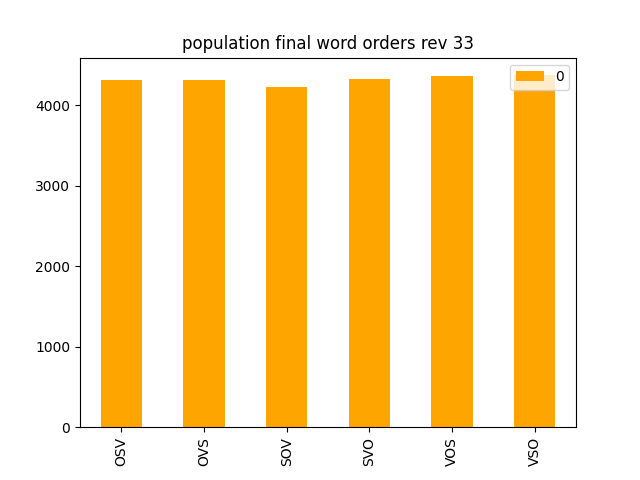 population final word orders rev 33
0
4000
3000
2000
1000
0
OSV
OVS
SOV
SVO
VOS
VSO